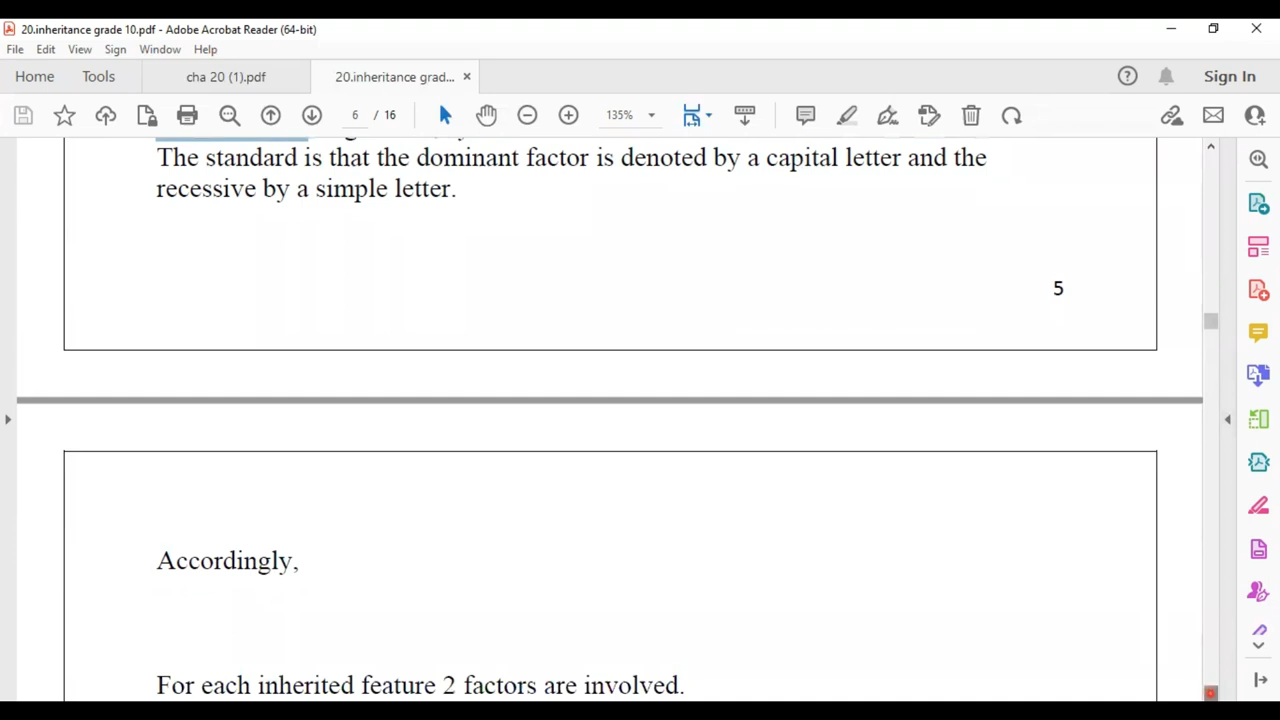 20.inheritance grade 10.pdf - Adobe Acrobat Reader (64-bit)
File Edit View Sign Window Help
Home Tools cha 20 (1).pdf 20.inheritance grad... Sign In
6 / 16 135%
The standard is that the dominant factor is denoted by a capital letter and the
recessive by a simple letter.
5
Accordingly,
For each inherited feature 2 factors are involved.